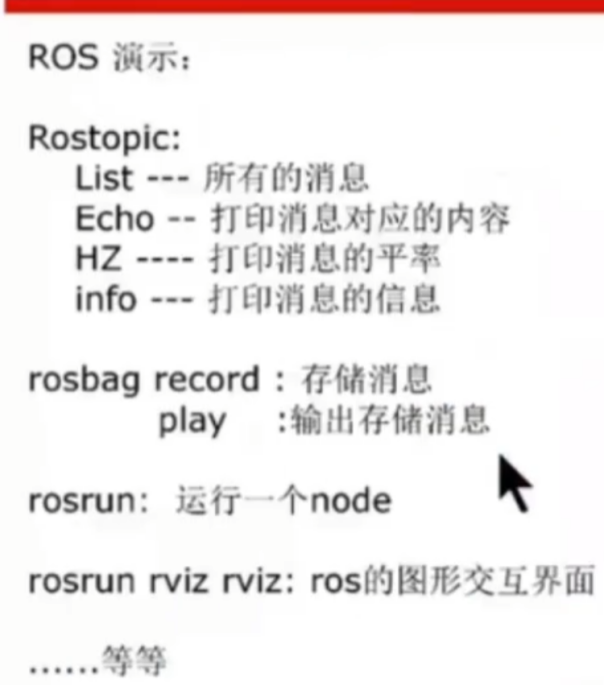 ROS 演示：
Rostopic:
List --- 所有的消息
Echo -- 打印消息对应的内容
HZ ---- 打印消息的平率
info --- 打印消息的信息
rosbag record : 存储消息
play :输出存储消息
rosrun: 运行一个node
rosrun rviz rviz: ros的图形交互界面
......等等